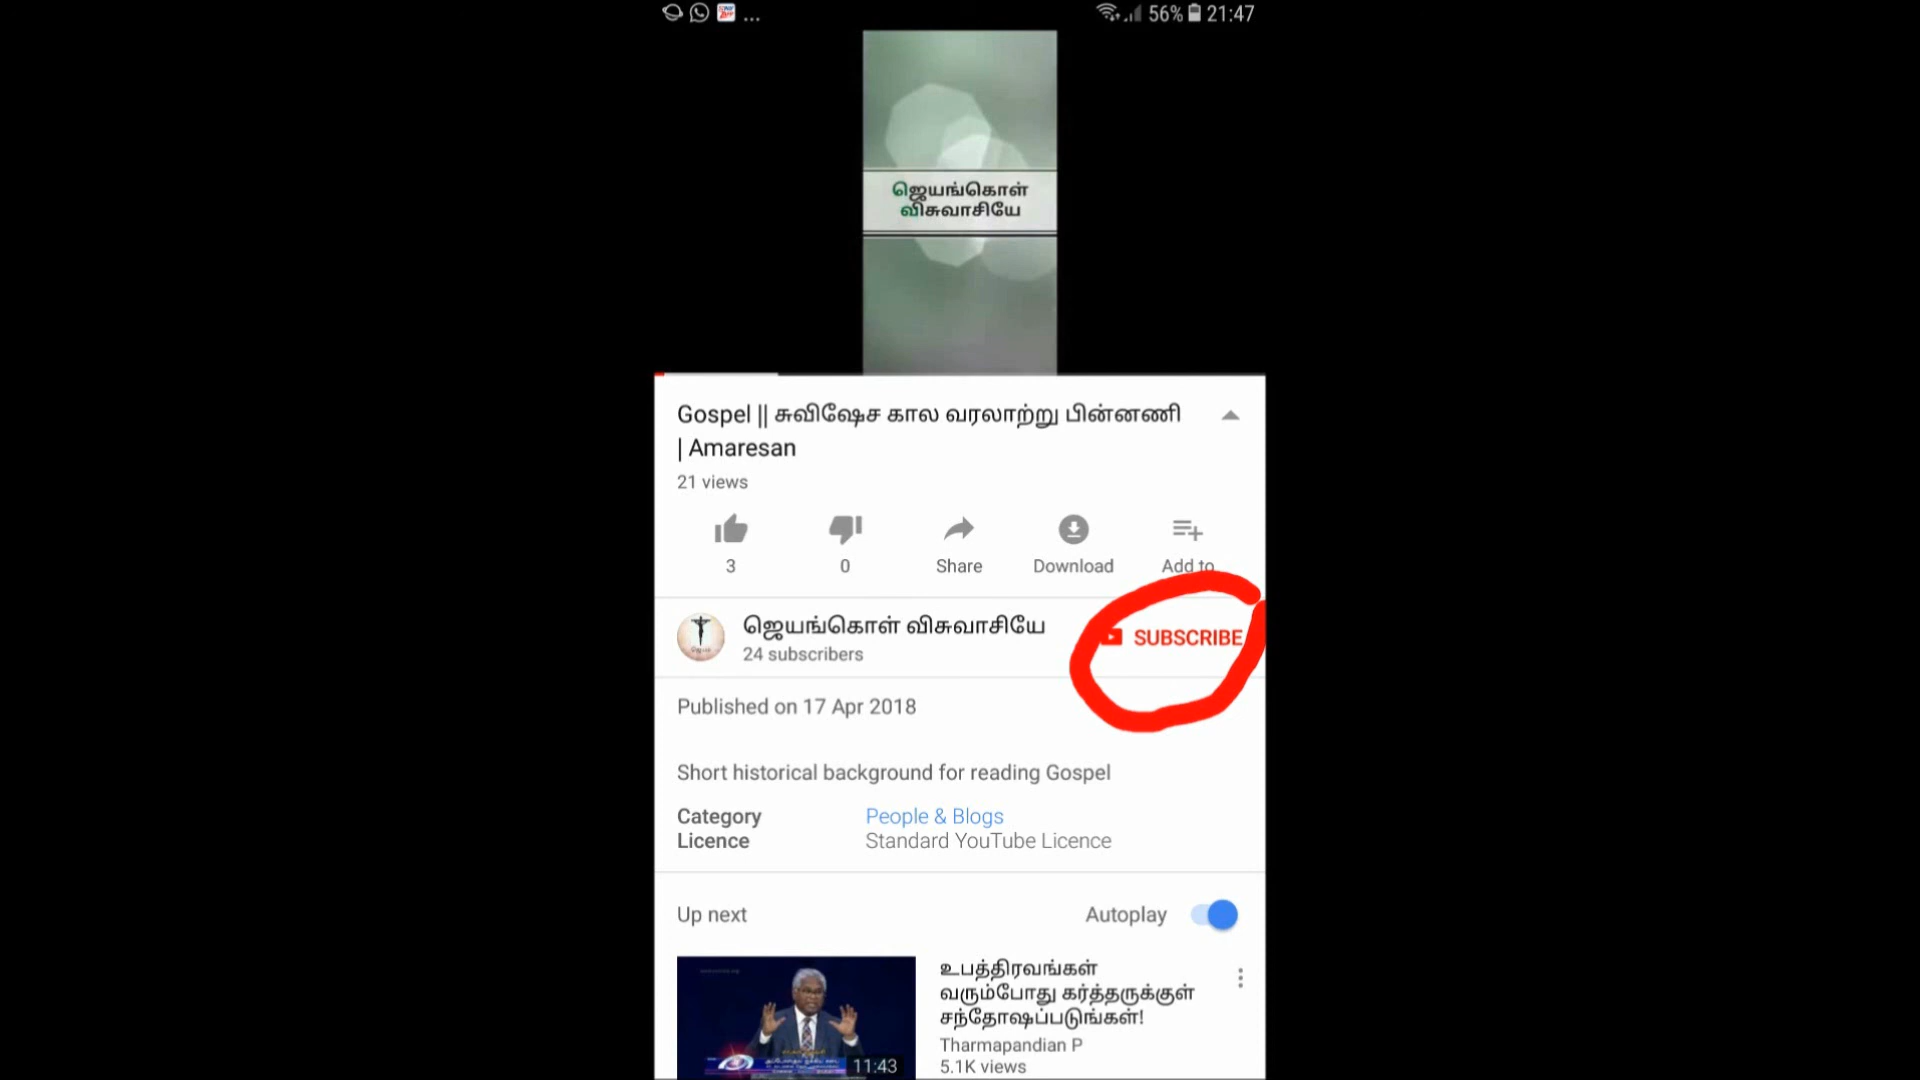 56% 21:47
ஜெயங்கொள்
விசுவாசியே
Gospel || சுவிஷேச கால வரலாற்று பின்னணி
| Amaresan
21 views
3 0 Share Download Add to
ஜெயங்கொள் விசுவாசியே
24 subscribers
SUBSCRIBE
Published on 17 Apr 2018
Short historical background for reading Gospel
Category People & Blogs
Licence Standard YouTube Licence
Up next Autoplay
உபத்திரவங்கள்
வரும்போது கர்த்தருக்குள்
சந்தோஷப்படுங்கள்!
Tharmapandian P
5.1K views
11:43